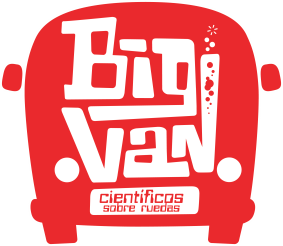 Big
Van
científicos
sobre ruedas